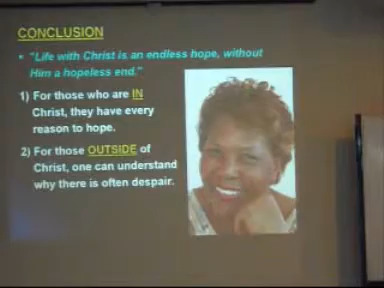 CONCLUSION
• "Life with Christ is an endless hope, without
Him a hopeless end."
1) For those who are IN
Christ, they have every
reason to hope.
2) For those OUTSIDE of
Christ, one can understand
why there is often despair.